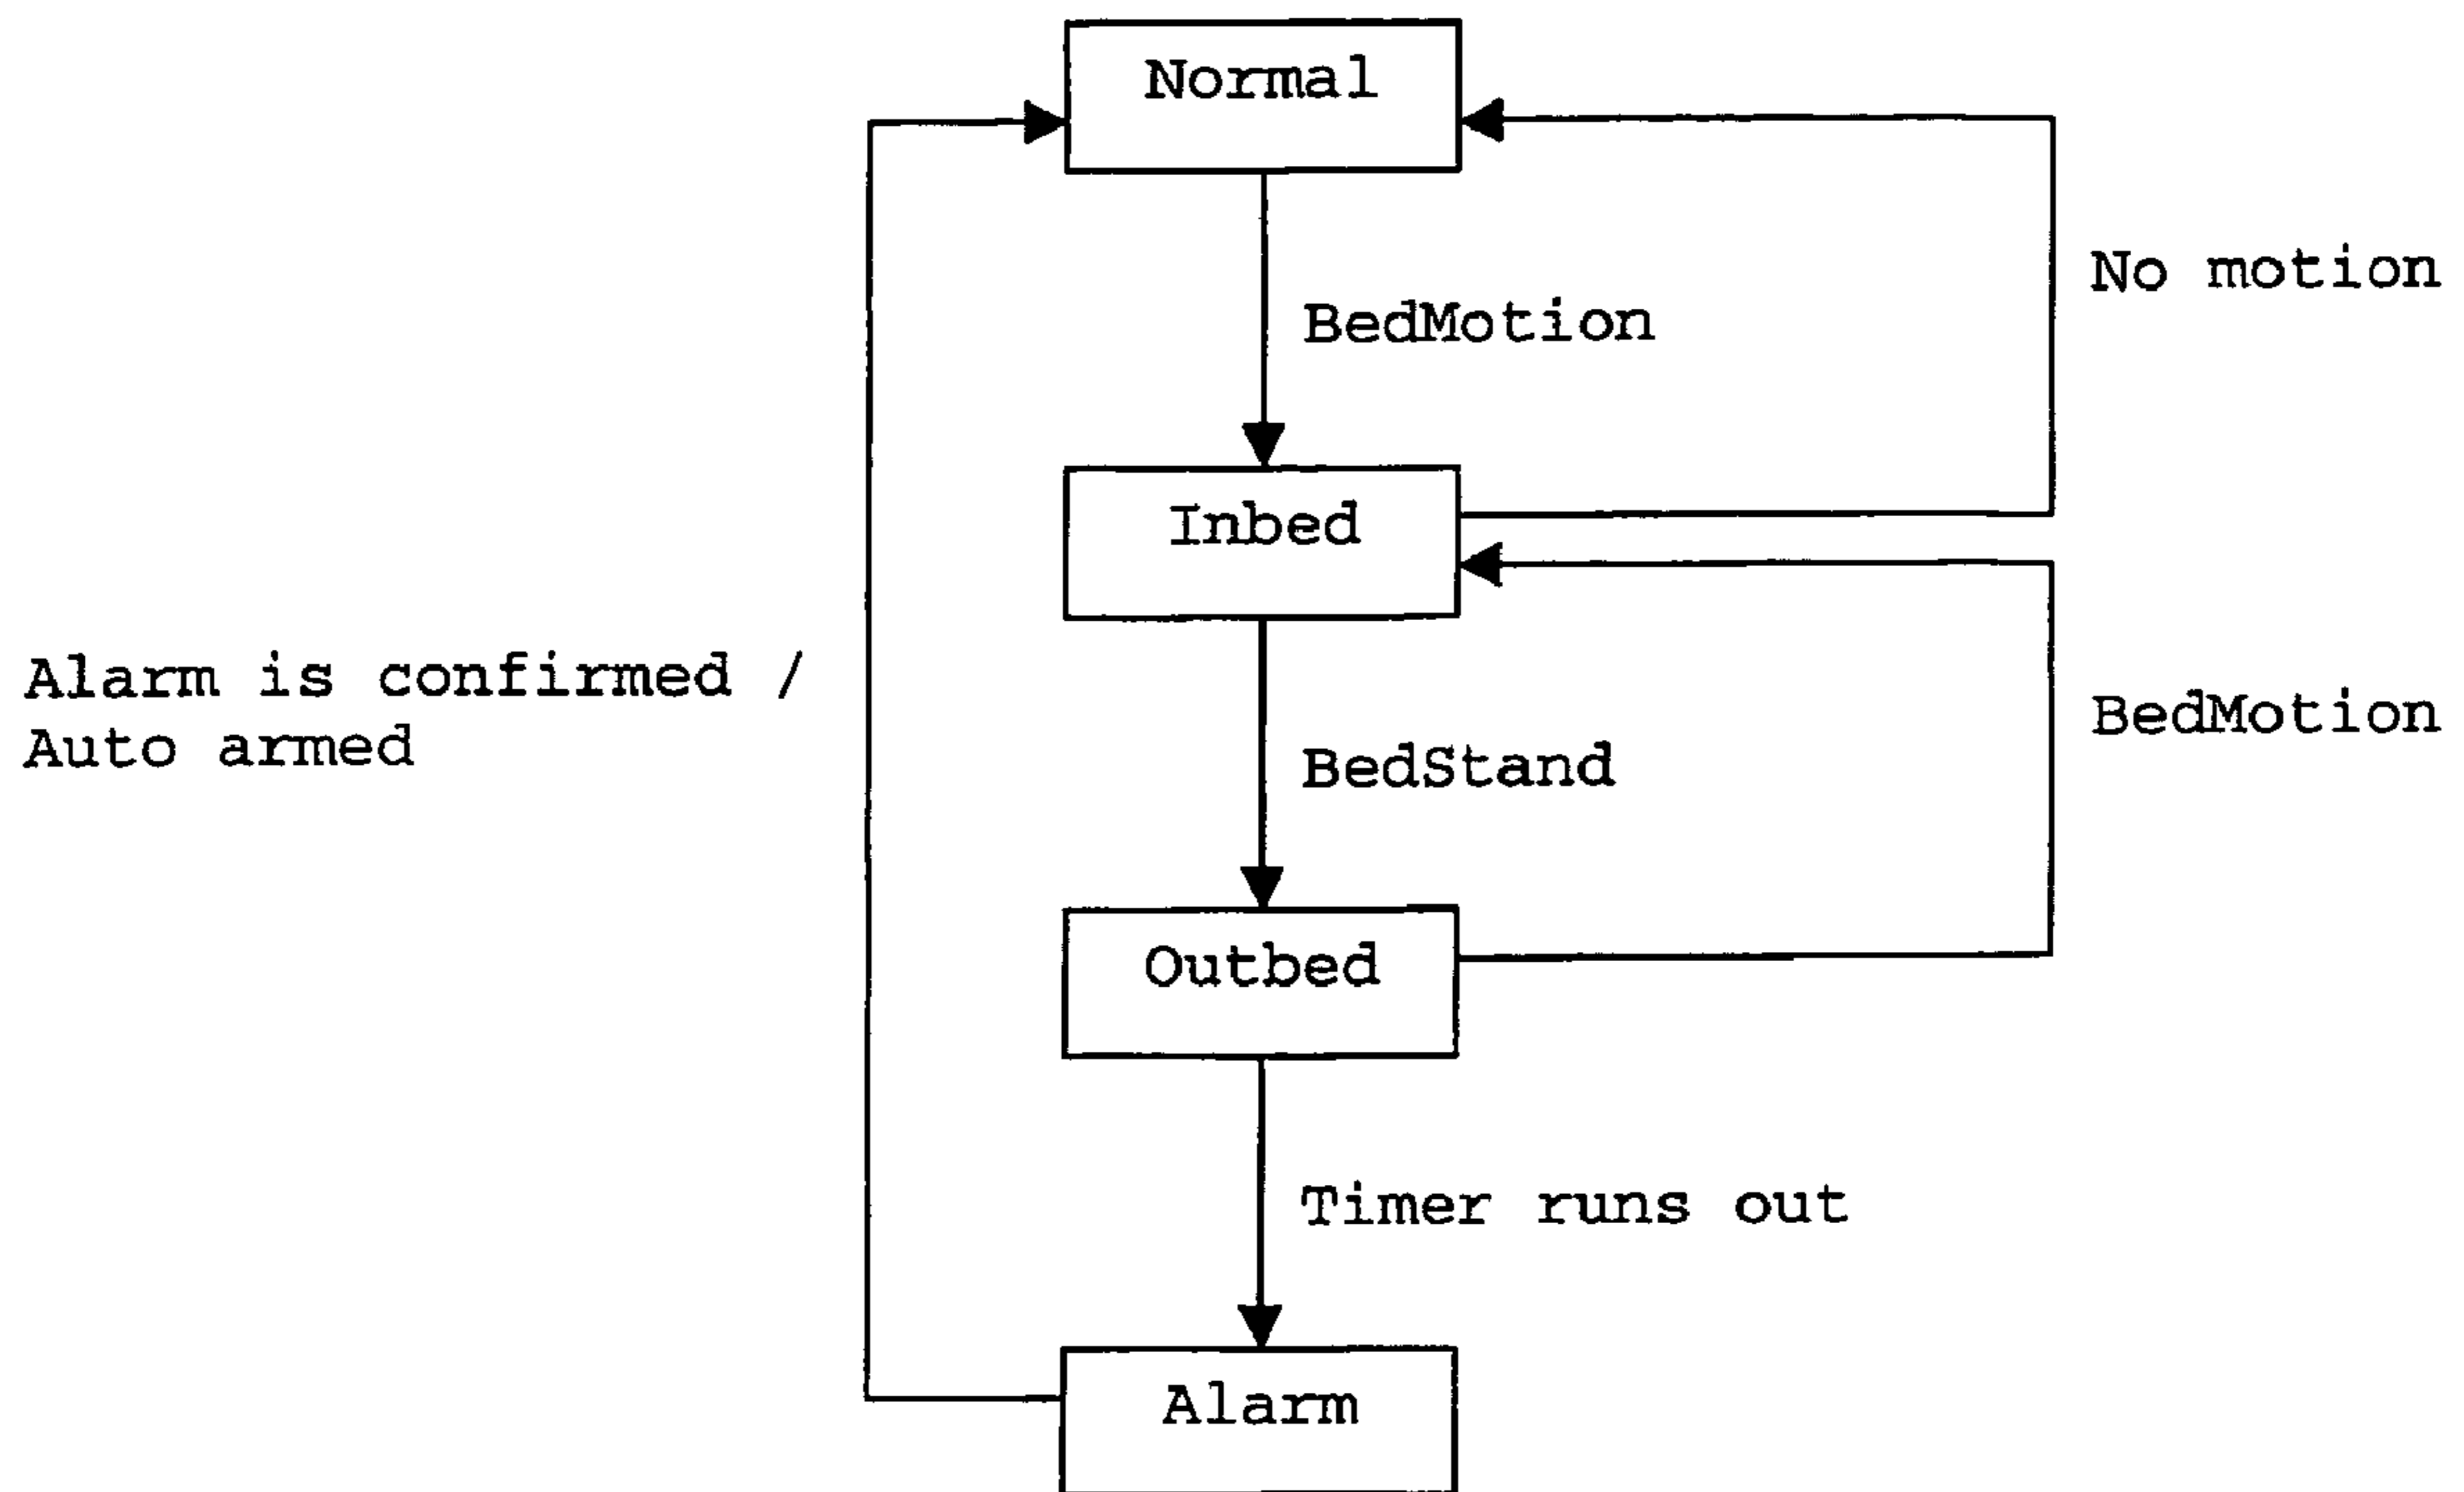 Normal
No motion
BedMotion
Inbed
Alarm is confirmed /
Auto armed
BedMotion
BedStand
Outbed
Timer runs out
Alarm